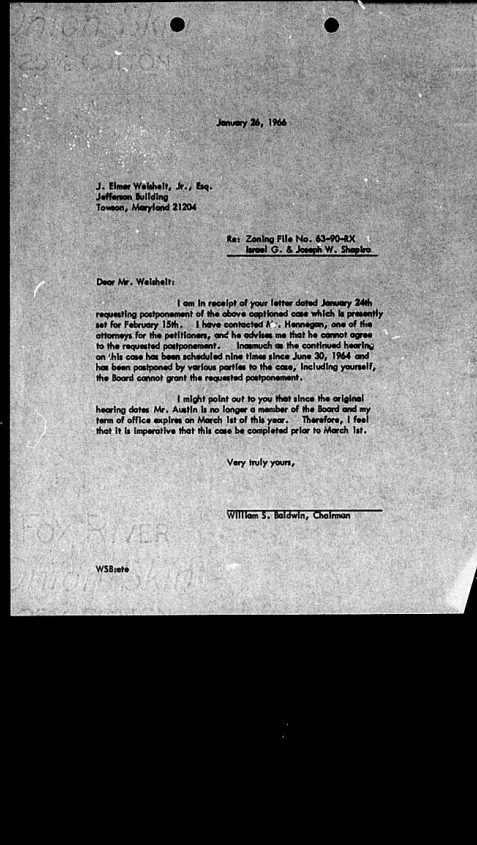 January 26, 1966
J. Elmer Weisheit, Jr., Esq.
Jefferson Building
Towson, Maryland 21204
Re: Zoning File No. 63-90-RX
Israel G. & Joseph W. Shapiro
Dear Mr. Weisheit:
I am in receipt of your letter dated January 24th
requesting postponement of the above captioned case which is presently
set for February 15th. I have contacted Mr. Hennegan, one of the
attorneys for the petitioners, and he advises me that he cannot agree
to the requested postponement. Inasmuch as the continued hearing
on this case has been scheduled nine times since June 30, 1964 and
has been postponed by various parties to the case, including yourself,
the Board cannot grant the requested postponement.
I might point out to you that since the original
hearing dates Mr. Austin is no longer a member of the Board and my
term of office expires on March 1st of this year. Therefore, I feel
that it is imperative that this case be completed prior to March 1st.
Very truly yours,
William S. Baldwin, Chairman
FOX RIVER
Onion Skin
WSB:ete